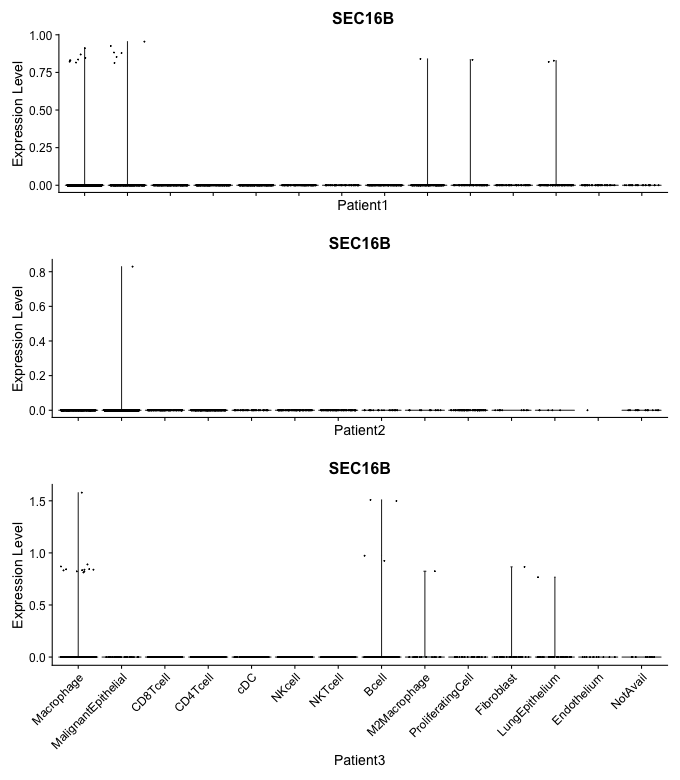 SEC16B
Expression Level
1.00
0.75
0.50
0.25
0.00
Patient1
SEC16B
Expression Level
0.8
0.6
0.4
0.2
0.0
Patient2
SEC16B
Expression Level
1.5
1.0
0.5
0.0
Macrophage
MalignantEpithelial
CD8Tcell
CD4Tcell
cDC
NKcell
NKTcell
Bcell
M2Macrophage
ProliferatingCell
Fibroblast
LungEpithelium
Endothelium
NotAvail
Patient3